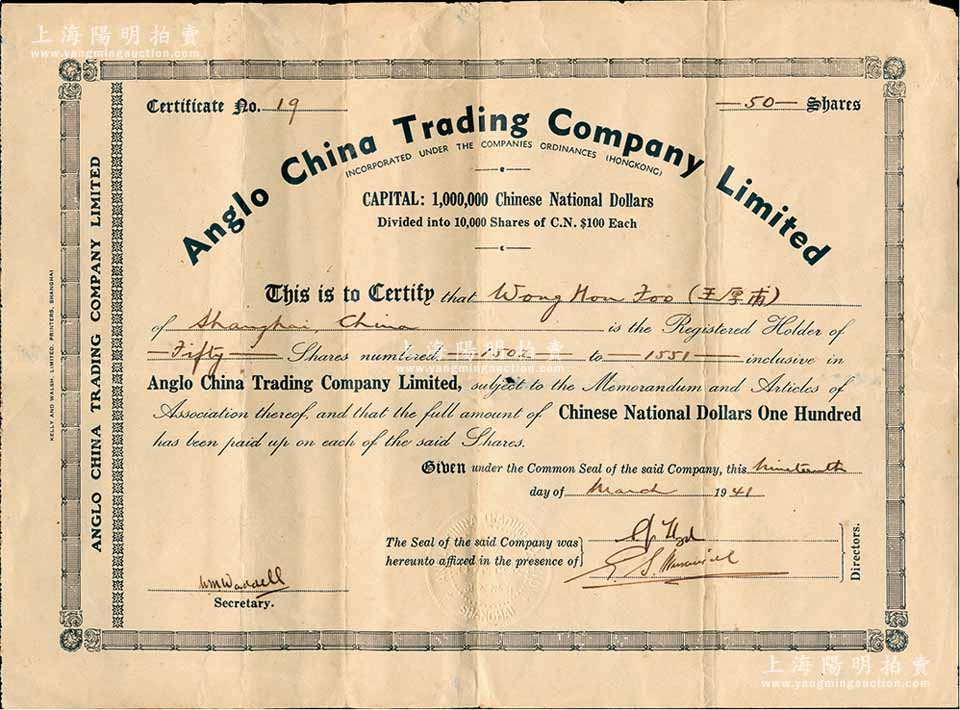 上海陽明拍賣
www.yangmingauction.com
Certificate No. 19
—50— Shares
Anglo China Trading Company Limited
INCORPORATED UNDER THE COMPANIES ORDINANCES (HONGKONG)
CAPITAL: 1,000,000 Chinese National Dollars
Divided into 10,000 Shares of C.N. $100 Each
This is to Certify that Wong Hou Foo (王厚甫)
of Shanghai, China is the Registered Holder of
—Fifty— Shares numbered —1502— to —1551— inclusive in
Anglo China Trading Company Limited, subject to the Memorandum and Articles of
Association thereof, and that the full amount of Chinese National Dollars One Hundred
has been paid up on each of the said Shares.
Given under the Common Seal of the said Company, this nineteenth
day of March 1941
The Seal of the said Company was
hereunto affixed in the presence of
Directors.
Secretary.
ANGLO CHINA TRADING COMPANY LIMITED
KELLY AND WALSH, LIMITED, PRINTERS, SHANGHAI
SHANGHAI
上海陽明拍賣
www.yangmingauction.com
上海陽明拍賣
www.yangmingauction.com